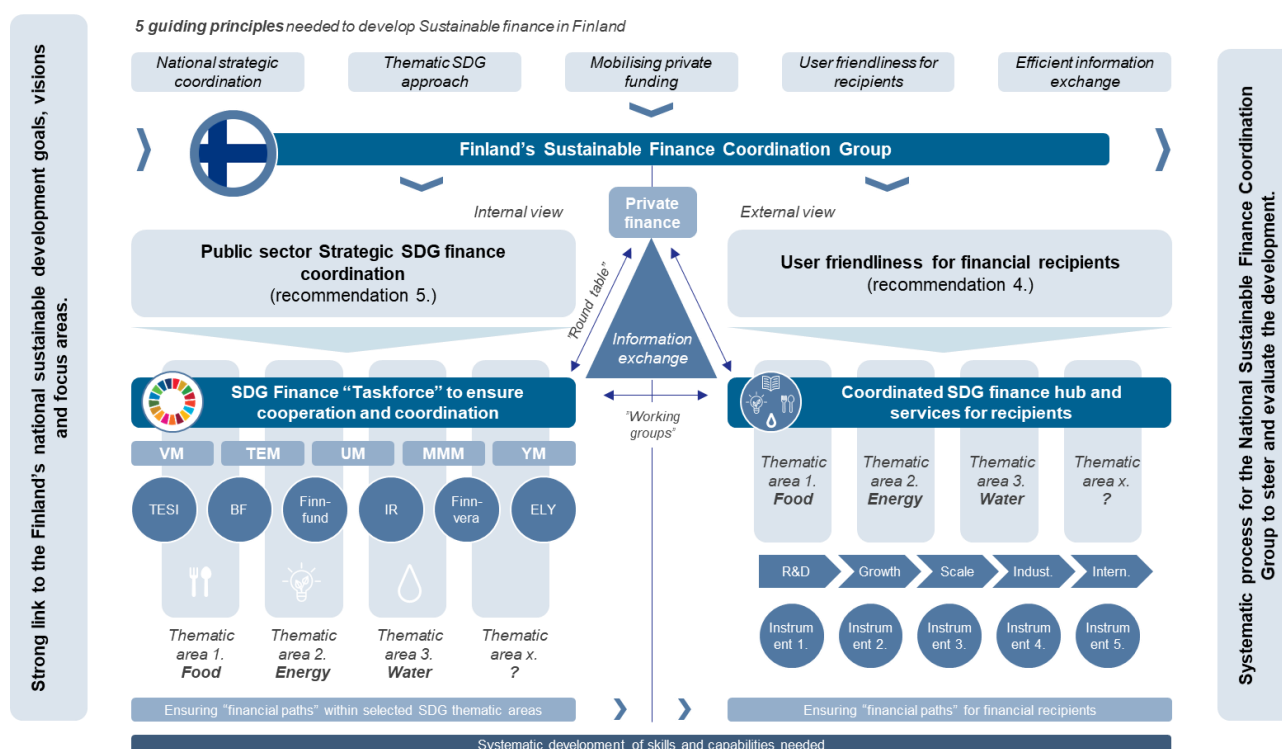 5 guiding principles needed to develop Sustainable finance in Finland
National strategic
coordination
Thematic SDG
approach
Mobilising private
funding
User friendliness for
recipients
Efficient information
exchange
Strong link to the Finland's national sustainable development goals, visions
and focus areas.
Finland's Sustainable Finance Coordination Group
Internal view
Private
finance
External view
Public sector Strategic SDG finance
coordination
(recommendation 5.)
"Round table"
Information
exchange
"Working
groups"
User friendliness for financial recipients
(recommendation 4.)
SDG Finance “Taskforce” to ensure
cooperation and coordination
VM
TEM
UM
MMM
YM
TESI
BF
Finn-
fund
IR
Finn-
vera
ELY
Thematic
area 1.
Food
Thematic
area 2.
Energy
Thematic
area 3.
Water
Thematic
area x.
?
Ensuring “financial paths” within selected SDG thematic areas
Coordinated SDG finance hub and
services for recipients
Thematic
area 1.
Food
Thematic
area 2.
Energy
Thematic
area 3.
Water
Thematic
area x.
?
R&D
Growth
Scale
Indust.
Intern.
Instrum
ent 1.
Instrum
ent 2.
Instrum
ent 3.
Instrum
ent 4.
Instrum
ent 5.
Ensuring “financial paths” for financial recipients
Systematic development of skills and capabilities needed
Systematic process for the National Sustainable Finance Coordination
Group to steer and evaluate the development.